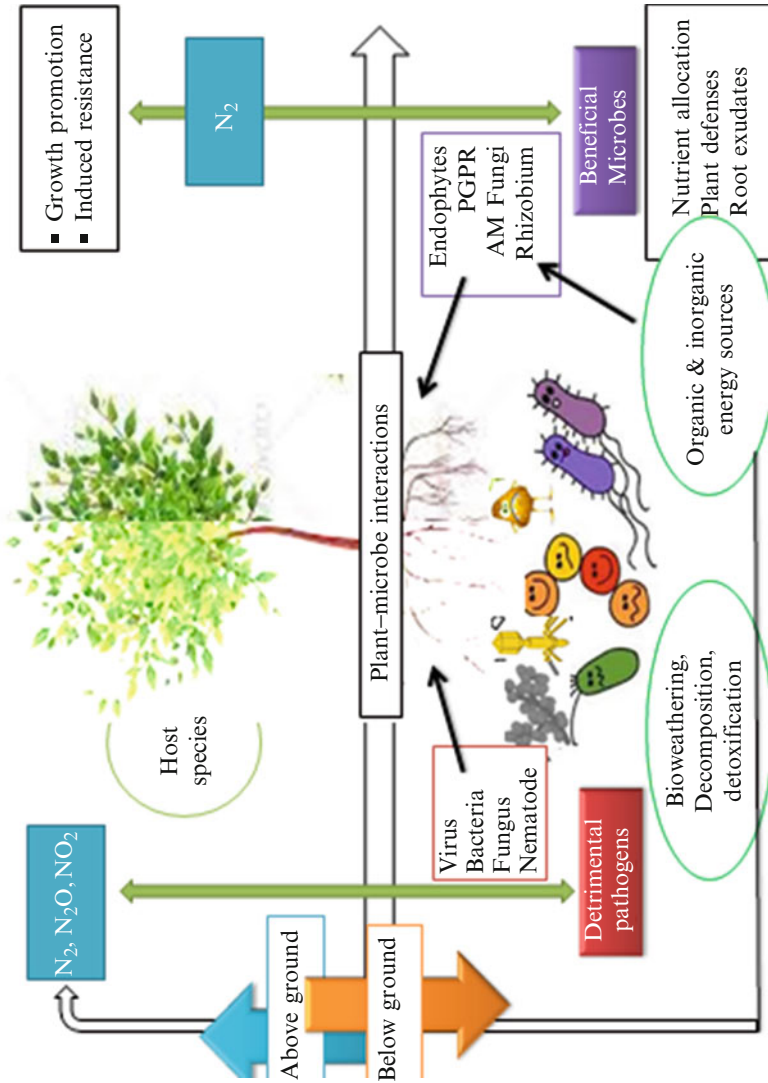 N₂, N₂O, NO₂
Growth promotion
Induced resistance
N₂
Host
species
Above ground
Below ground
Plant–microbe interactions
Virus
Bacteria
Fungus
Nematode
Endophytes
PGPR
AM Fungi
Rhizobium
Detrimental
pathogens
Beneficial
Microbes
Bioweathering,
Decomposition,
detoxification
Organic & inorganic
energy sources
Nutrient allocation
Plant defenses
Root exudates